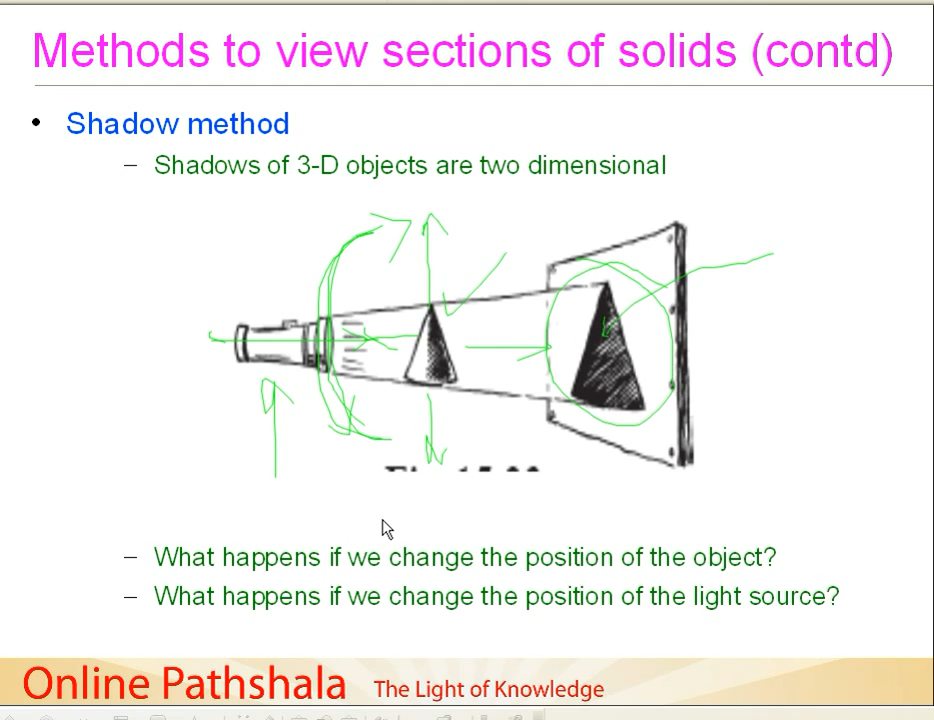 Methods to view sections of solids (contd)
• Shadow method
– Shadows of 3-D objects are two dimensional
– What happens if we change the position of the object?
– What happens if we change the position of the light source?
Online Pathshala The Light of Knowledge